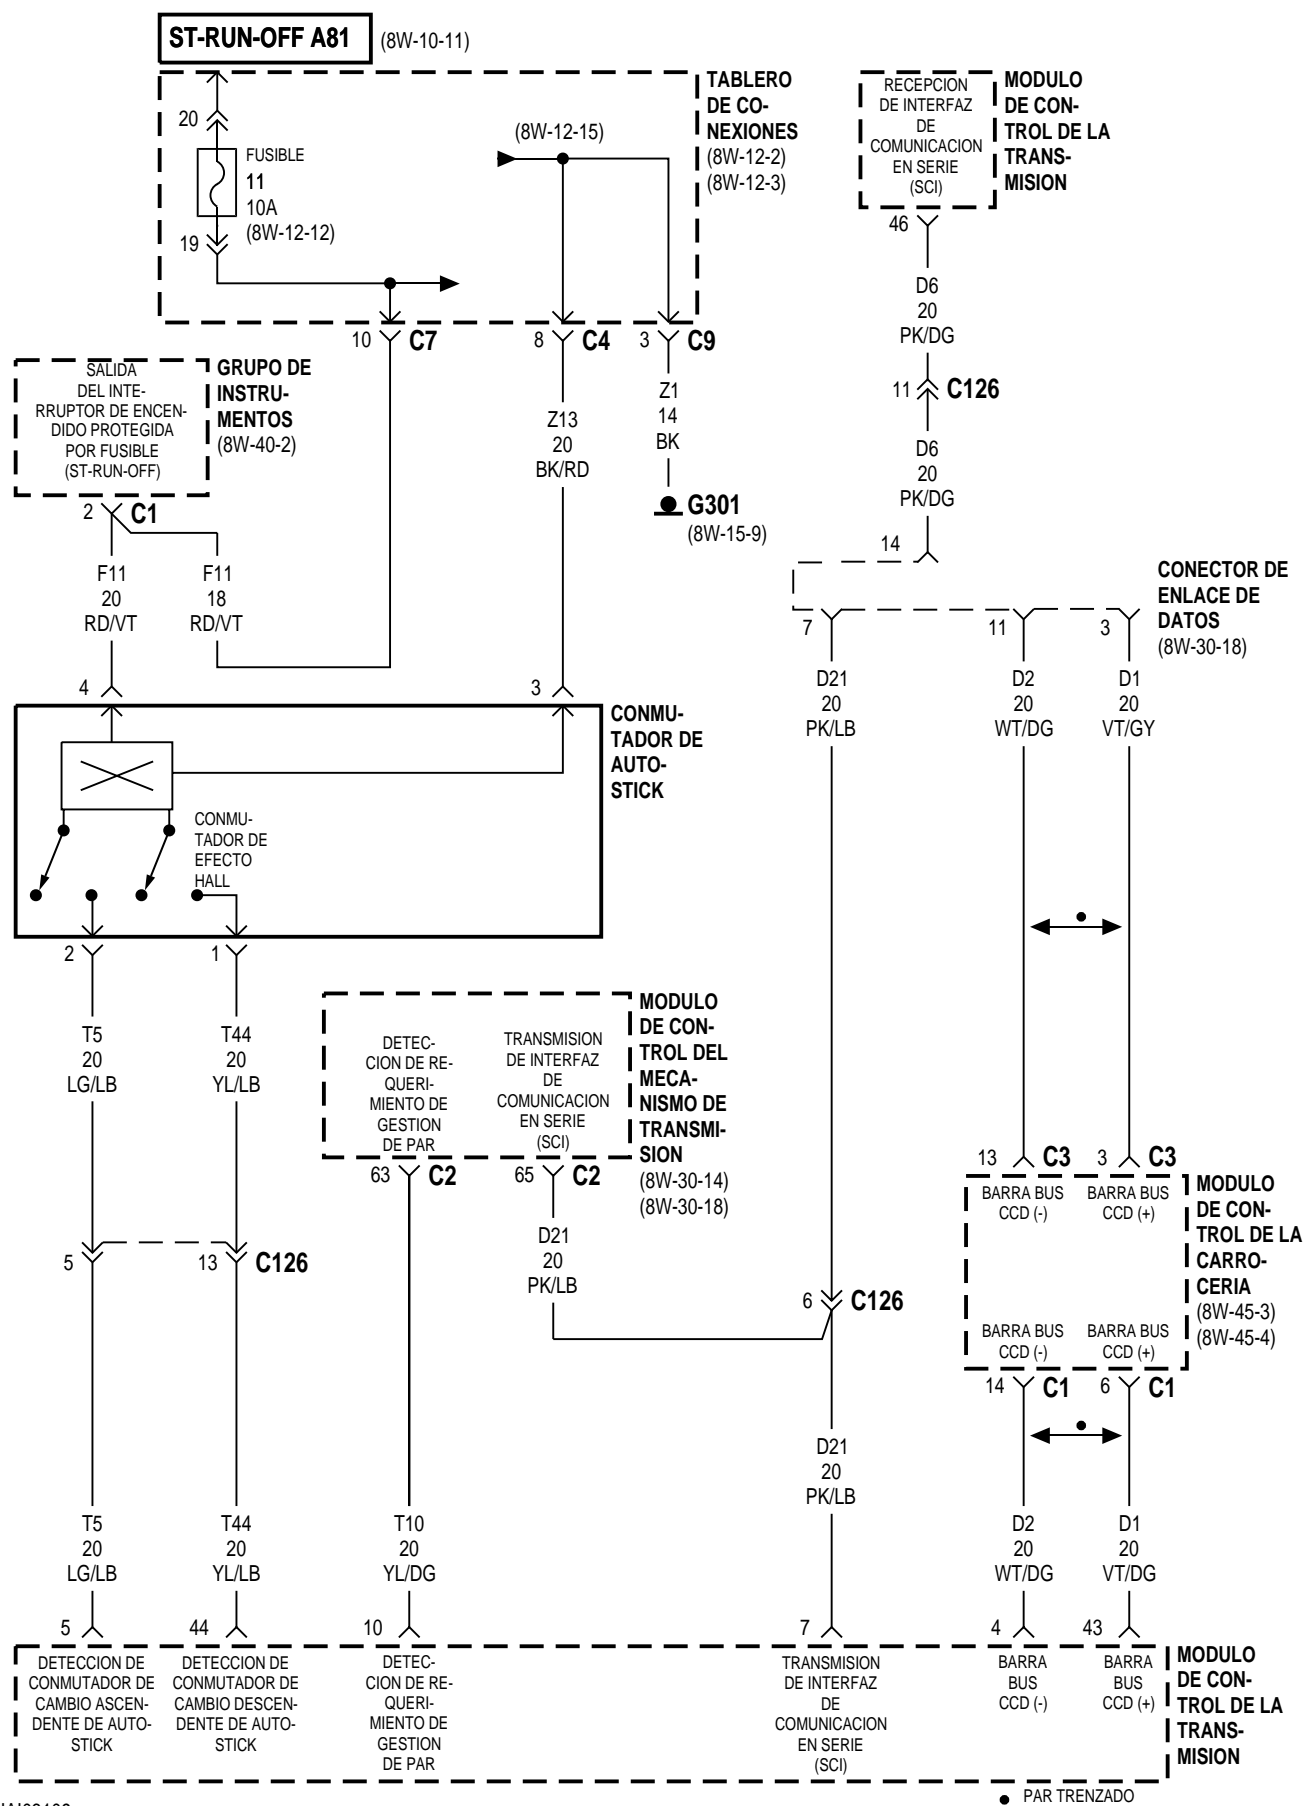 ST-RUN-OFF A81 (8W-10-11)
TABLERO
DE CO-
NEXIONES
(8W-12-2)
(8W-12-3)
20
FUSIBLE
11
10A
(8W-12-12)
19
(8W-12-15)
10 C7
8 C4
3 C9
RECEPCION
DE INTERFAZ
DE
COMUNICACION
EN SERIE
(SCI)
MODULO
DE CON-
TROL DE LA
TRANS-
MISION
46
D6
20
PK/DG
11 C126
D6
20
PK/DG
14
SALIDA
DEL INTE-
RRUPTOR DE ENCEN-
DIDO PROTEGIDA
POR FUSIBLE
(ST-RUN-OFF)
GRUPO DE
INSTRU-
MENTOS
(8W-40-2)
2 C1
F11
20
RD/VT
F11
18
RD/VT
Z13
20
BK/RD
Z1
14
BK
G301
(8W-15-9)
CONECTOR DE
ENLACE DE
DATOS
(8W-30-18)
7
11
3
D21
20
PK/LB
D2
20
WT/DG
D1
20
VT/GY
4
3
CONMU-
TADOR DE
AUTO-
STICK
CONMU-
TADOR DE
EFECTO
HALL
2
1
T5
20
LG/LB
T44
20
YL/LB
DETEC-
CION DE RE-
QUERI-
MIENTO DE
GESTION
DE PAR
TRANSMISION
DE INTERFAZ
DE
COMUNICACION
EN SERIE
(SCI)
MODULO
DE CON-
TROL DEL
MECA-
NISMO DE
TRANSMI-
SION
(8W-30-14)
(8W-30-18)
63 C2
65 C2
D21
20
PK/LB
5
13 C126
6 C126
13 C3
3 C3
BARRA BUS
CCD (-)
BARRA BUS
CCD (+)
MODULO
DE CON-
TROL DE LA
CARRO-
CERIA
(8W-45-3)
(8W-45-4)
BARRA BUS
CCD (-)
BARRA BUS
CCD (+)
14 C1
6 C1
D21
20
PK/LB
T5
20
LG/LB
T44
20
YL/LB
T10
20
YL/DG
D2
20
WT/DG
D1
20
VT/DG
5
44
10
7
4
43
DETECCION DE
CONMUTADOR DE
CAMBIO ASCEN-
DENTE DE AUTO-
STICK
DETECCION DE
CONMUTADOR DE
CAMBIO DESCEN-
DENTE DE AUTO-
STICK
DETEC-
CION DE RE-
QUERI-
MIENTO DE
GESTION
DE PAR
TRANSMISION
DE INTERFAZ
DE
COMUNICACION
EN SERIE
(SCI)
BARRA
BUS
CCD (-)
BARRA
BUS
CCD (+)
MODULO
DE CON-
TROL DE LA
TRANS-
MISION
PAR TRENZADO